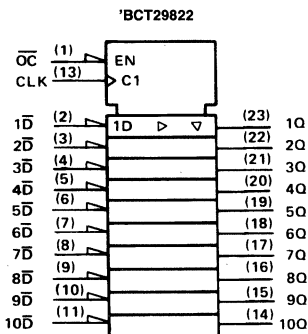 'BCT29822
O̅C̅ (1) EN
CLK (13) C1
1D̅ (2) 1D (23) 1Q
2D̅ (3) (22) 2Q
3D̅ (4) (21) 3Q
4D̅ (5) (20) 4Q
5D̅ (6) (19) 5Q
6D̅ (7) (18) 6Q
7D̅ (8) (17) 7Q
8D̅ (9) (16) 8Q
9D̅ (10) (15) 9Q
10D̅ (11) (14) 10Q